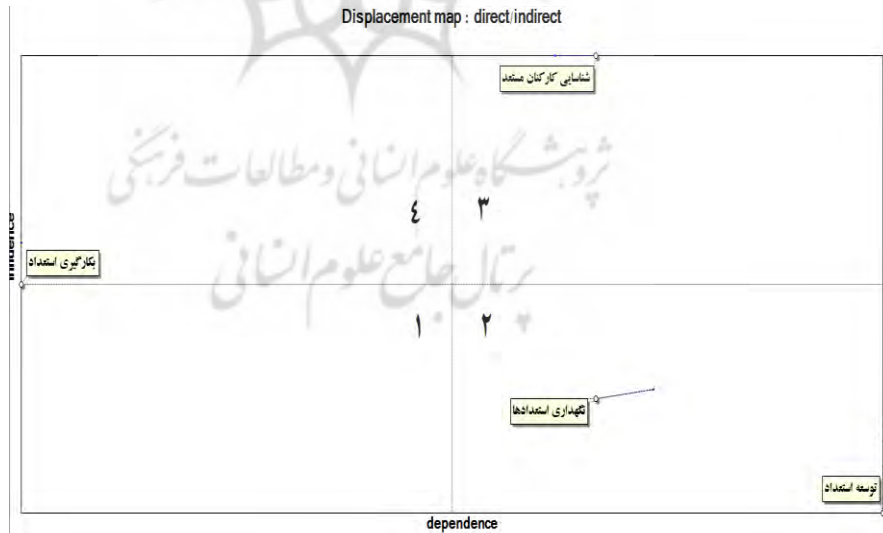 Displacement map : direct/indirect
شناسایی کارکنان مستعد
پژوهشگاه علوم انسانی و مطالعات فرهنگی
٤ ٣
پرتال جامع علوم انسانی
influence
بکارگیری استعداد
١ ٢
نگهداری استعدادها
توسعه استعداد
dependence